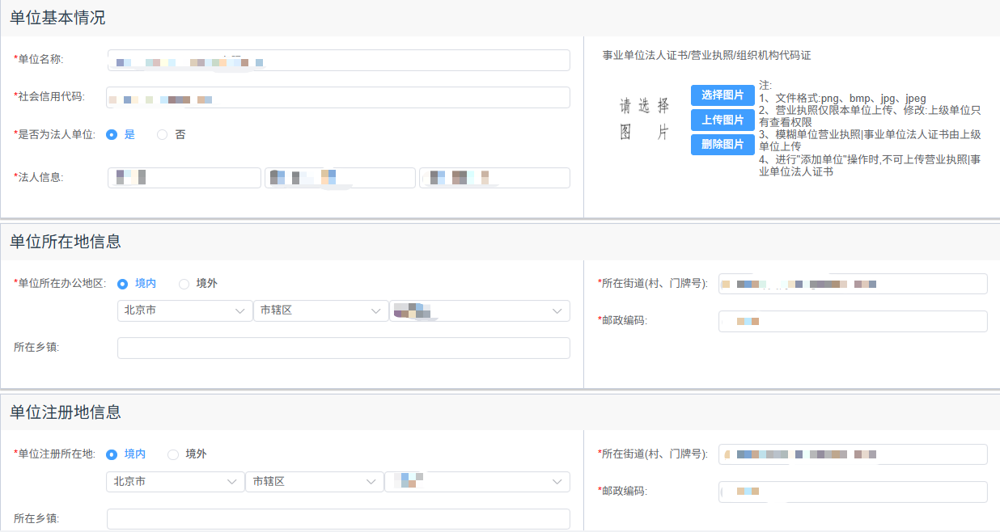 单位基本情况
*单位名称:
*社会信用代码:
*是否为法人单位: 是 否
*法人信息:
事业单位法人证书/营业执照/组织机构代码证
请选择
图 片
选择图片
上传图片
删除图片
注:
1、文件格式:png、bmp、jpg、jpeg
2、营业执照仅限本单位上传、修改:上级单位只
有查看权限
3、模糊单位营业执照|事业单位法人证书由上级
单位上传
4、进行"添加单位"操作时,不可上传营业执照|事
业单位法人证书
单位所在地信息
*单位所在办公地区: 境内 境外
北京市 市辖区
所在乡镇:
*所在街道(村、门牌号):
*邮政编码:
单位注册地信息
*单位注册所在地: 境内 境外
北京市 市辖区
所在乡镇:
*所在街道(村、门牌号):
*邮政编码: